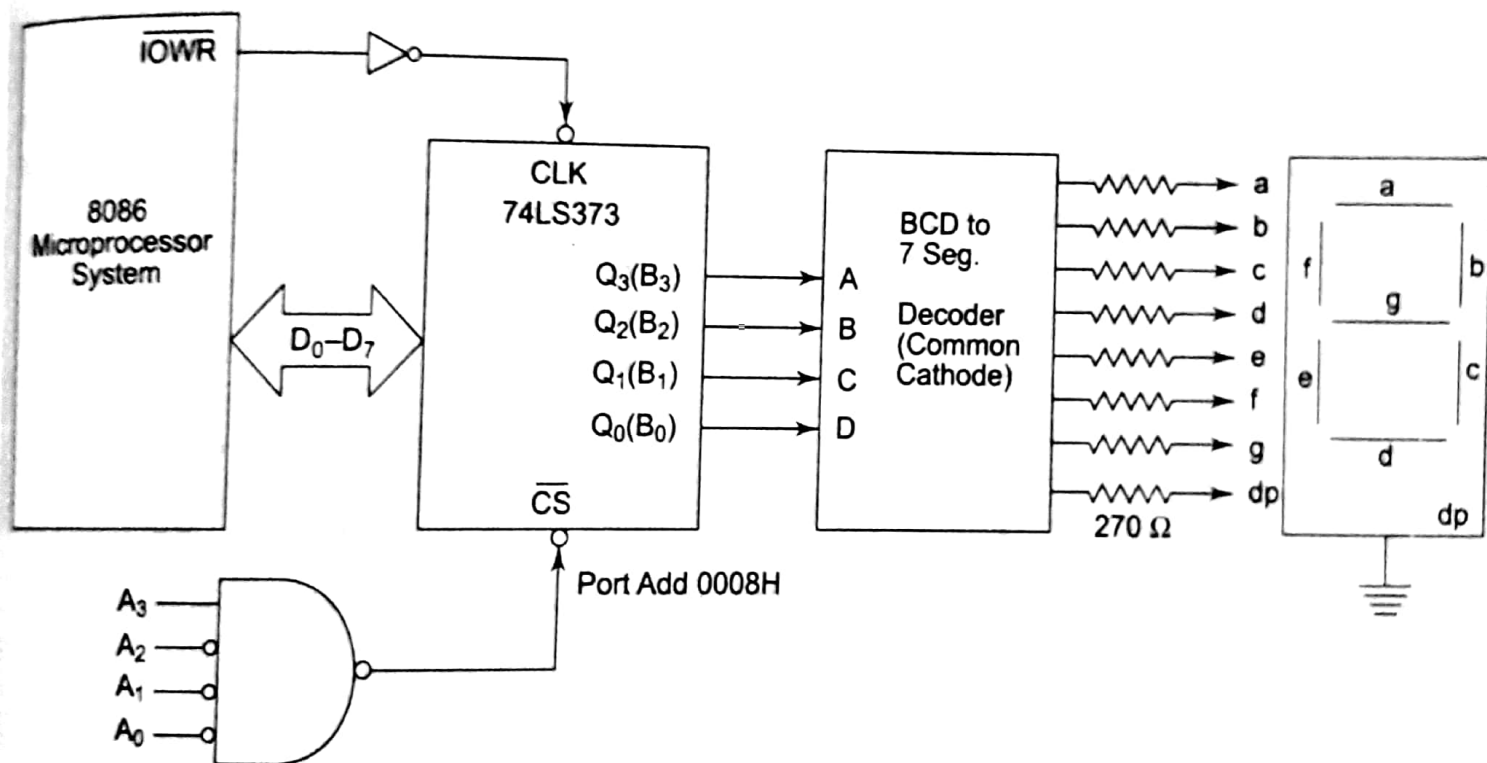 IOWR
8086
Microprocessor
System
D0–D7
CLK
74LS373
Q3(B3)
Q2(B2)
Q1(B1)
Q0(B0)
CS
A
B
C
D
BCD to
7 Seg.
Decoder
(Common
Cathode)
a
b
c
d
e
f
g
dp
270 Ω
a
f
b
g
e
c
d
dp
Port Add 0008H
A3
A2
A1
A0